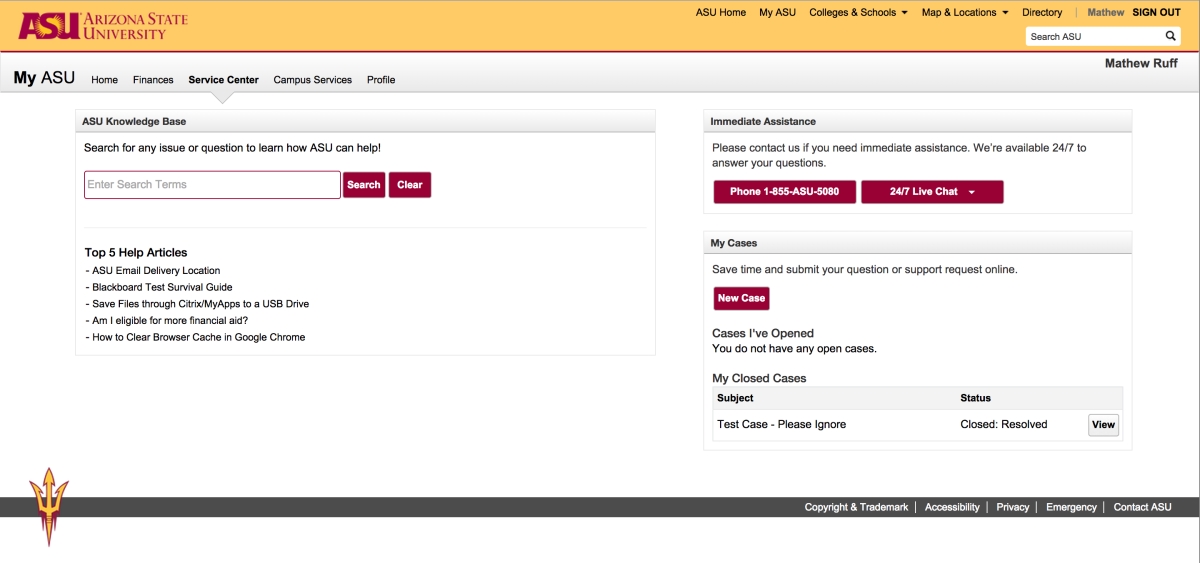 ASU ARIZONA STATE
UNIVERSITY
ASU Home My ASU Colleges & Schools Map & Locations Directory Mathew SIGN OUT
Search ASU
Mathew Ruff
My ASU Home Finances Service Center Campus Services Profile
ASU Knowledge Base
Search for any issue or question to learn how ASU can help!
Enter Search Terms Search Clear
Top 5 Help Articles
- ASU Email Delivery Location
- Blackboard Test Survival Guide
- Save Files through Citrix/MyApps to a USB Drive
- Am I eligible for more financial aid?
- How to Clear Browser Cache in Google Chrome
Immediate Assistance
Please contact us if you need immediate assistance. We're available 24/7 to
answer your questions.
Phone 1-855-ASU-5080 24/7 Live Chat
My Cases
Save time and submit your question or support request online.
New Case
Cases I've Opened
You do not have any open cases.
My Closed Cases
Subject Status
Test Case - Please Ignore Closed: Resolved View
Copyright & Trademark | Accessibility | Privacy | Emergency | Contact ASU